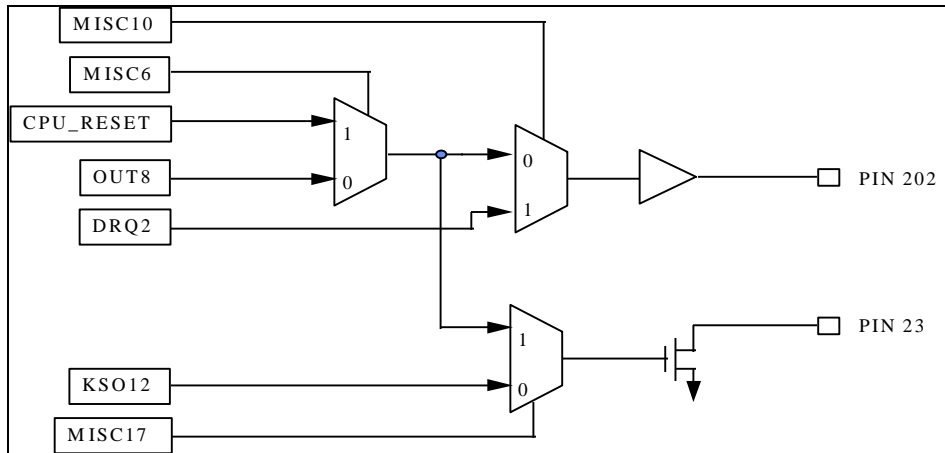 MISC10
MISC6
CPU_RESET
1
0
OUT8
0
PIN 202
DRQ2
1
PIN 23
1
KSO12
0
MISC17